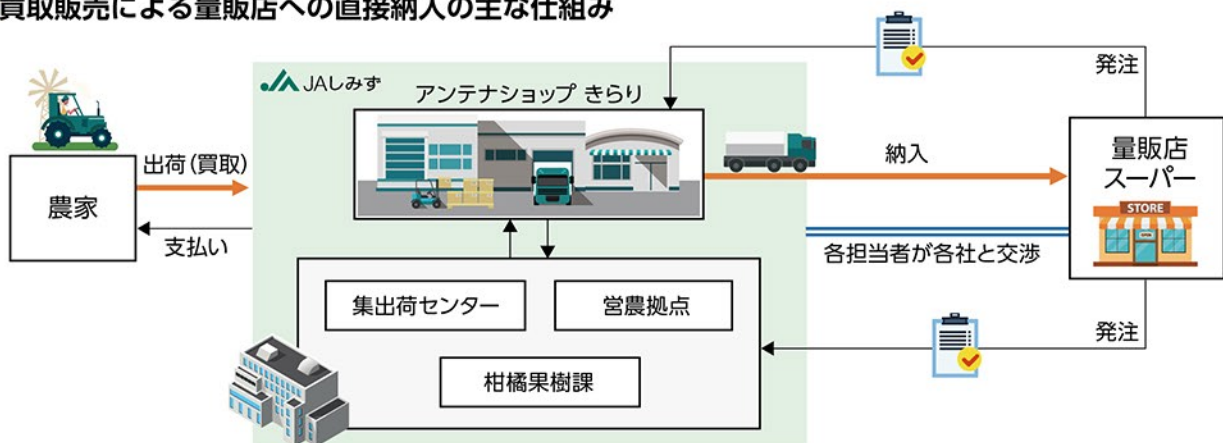 買取販売による量販店への直接納入の主な仕組み
JAしみず
アンテナショップ きらり
発注
出荷（買取）
農家
支払い
納入
量販店
スーパー
STORE
各担当者が各社と交渉
集出荷センター
営農拠点
柑橘果樹課
発注